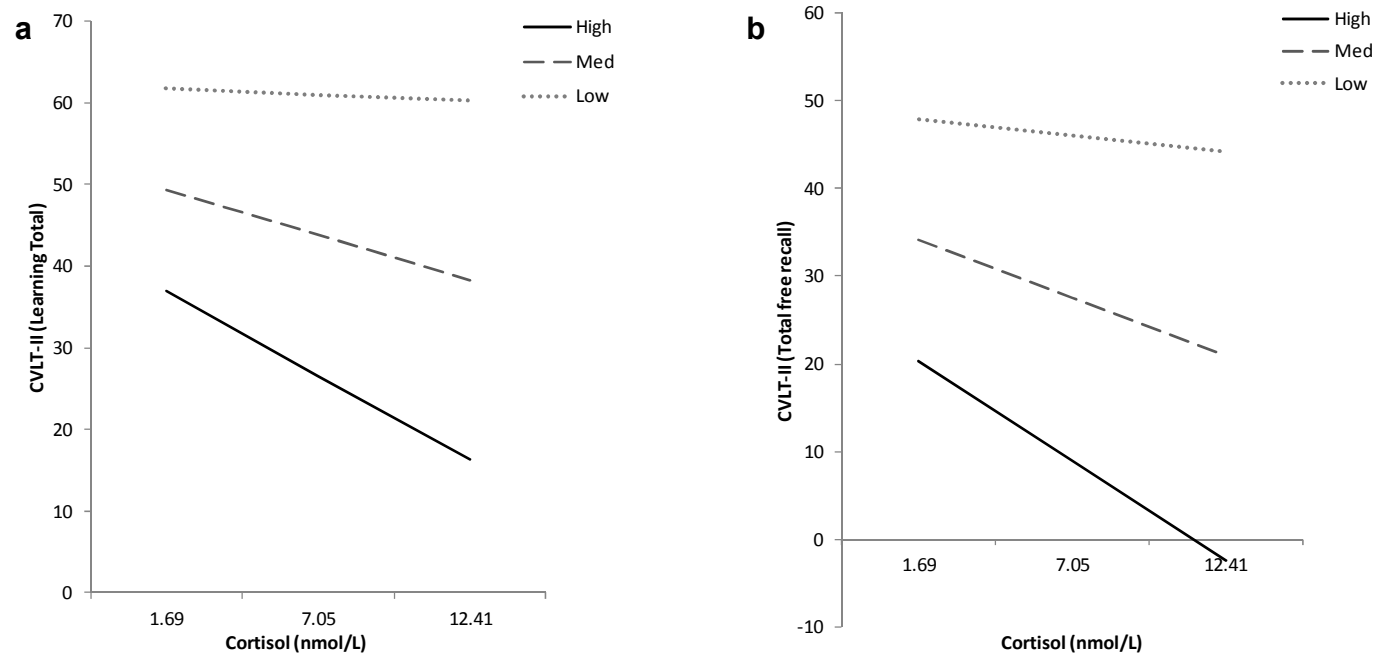 a
70
60
50
40
30
20
10
0
CVLT-II (Learning Total)
1.69 7.05 12.41
Cortisol (nmol/L)
High
Med
Low
b
60
50
40
30
20
10
0
-10
CVLT-II (Total free recall)
1.69 7.05 12.41
Cortisol (nmol/L)
High
Med
Low